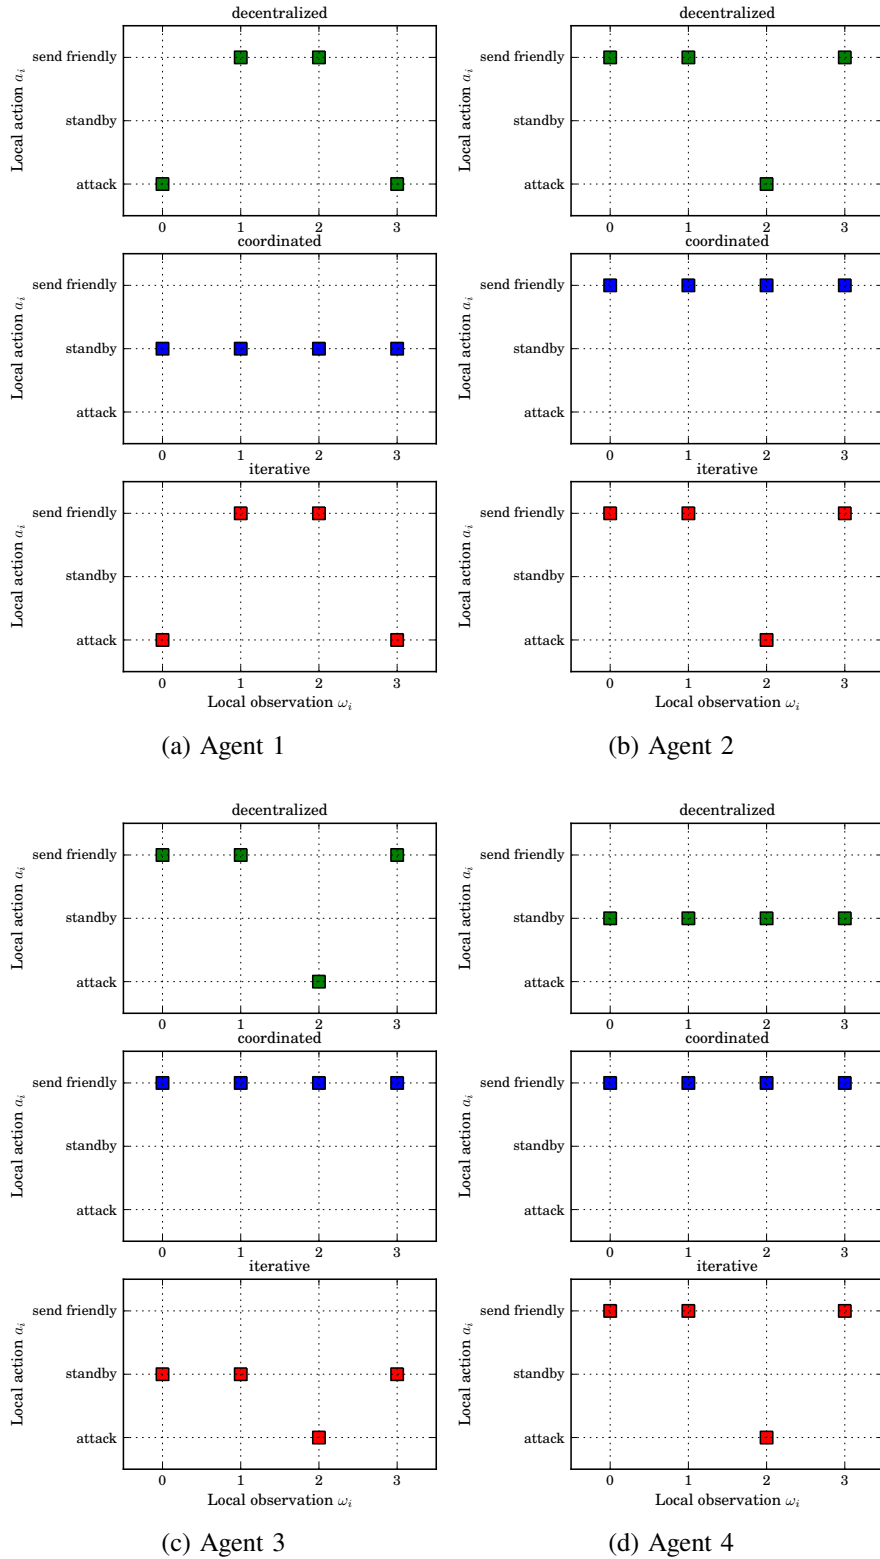 decentralized
Local action a_i
send friendly
standby
attack
0 1 2 3
coordinated
Local action a_i
send friendly
standby
attack
0 1 2 3
iterative
Local action a_i
send friendly
standby
attack
0 1 2 3
Local observation ω_i
(a) Agent 1
decentralized
Local action a_i
send friendly
standby
attack
0 1 2 3
coordinated
Local action a_i
send friendly
standby
attack
0 1 2 3
iterative
Local action a_i
send friendly
standby
attack
0 1 2 3
Local observation ω_i
(b) Agent 2
decentralized
Local action a_i
send friendly
standby
attack
0 1 2 3
coordinated
Local action a_i
send friendly
standby
attack
0 1 2 3
iterative
Local action a_i
send friendly
standby
attack
0 1 2 3
Local observation ω_i
(c) Agent 3
decentralized
Local action a_i
send friendly
standby
attack
0 1 2 3
coordinated
Local action a_i
send friendly
standby
attack
0 1 2 3
iterative
Local action a_i
send friendly
standby
attack
0 1 2 3
Local observation ω_i
(d) Agent 4